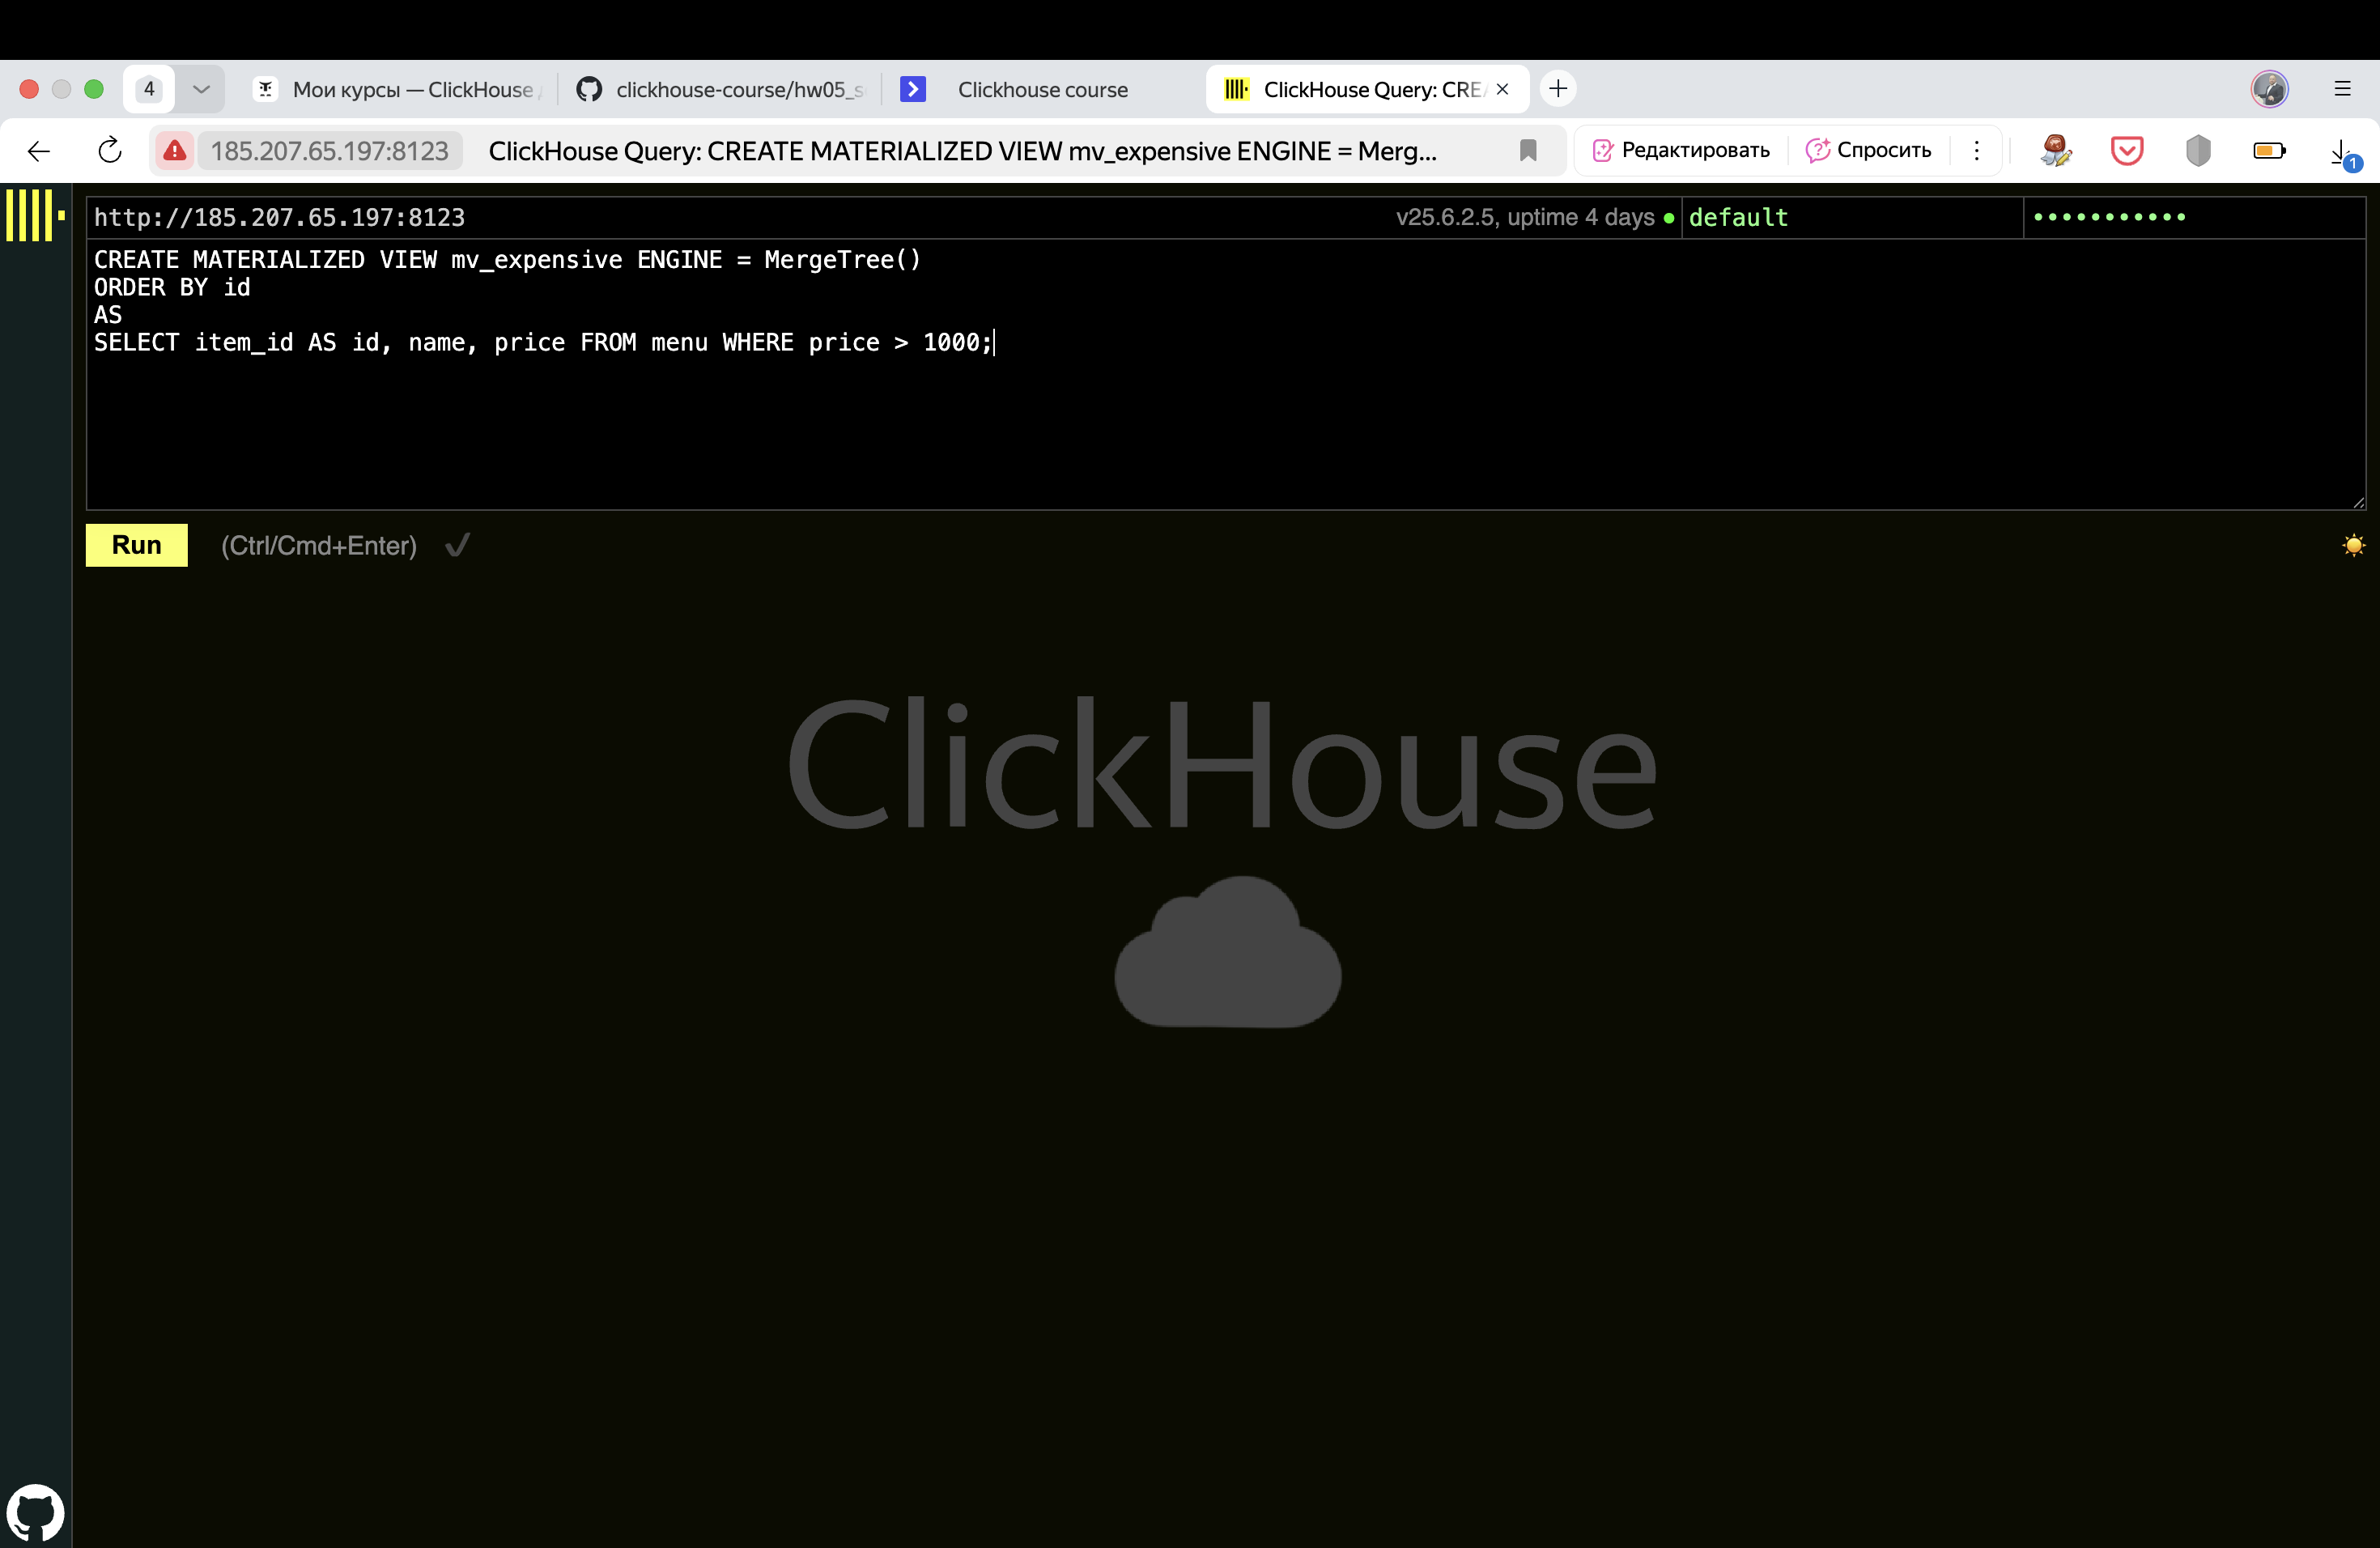 4
Мои курсы — ClickHouse
clickhouse-course/hw05_s
Clickhouse course
ClickHouse Query: CREA
185.207.65.197:8123
ClickHouse Query: CREATE MATERIALIZED VIEW mv_expensive ENGINE = Merg...
Редактировать
Спросить
1
http://185.207.65.197:8123
v25.6.2.5, uptime 4 days
default
CREATE MATERIALIZED VIEW mv_expensive ENGINE = MergeTree()
ORDER BY id
AS
SELECT item_id AS id, name, price FROM menu WHERE price > 1000;
Run
(Ctrl/Cmd+Enter)
ClickHouse